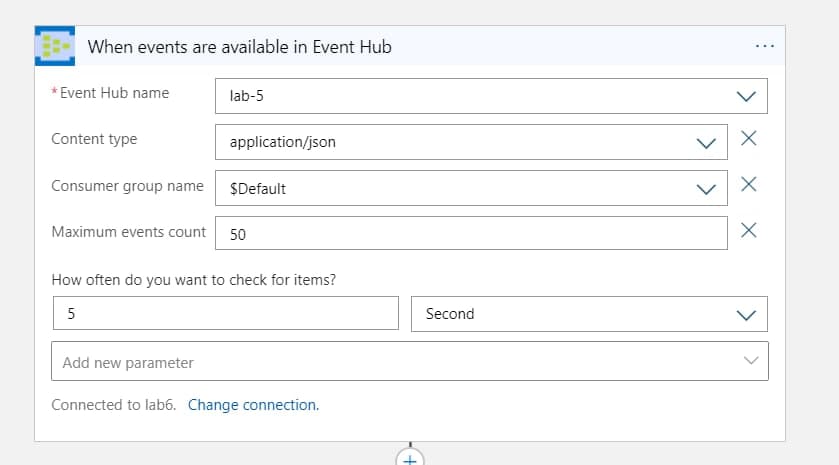 When events are available in Event Hub
...
* Event Hub name
lab-5
Content type
application/json
Consumer group name
$Default
Maximum events count
50
How often do you want to check for items?
5
Second
Add new parameter
Connected to lab6. Change connection.